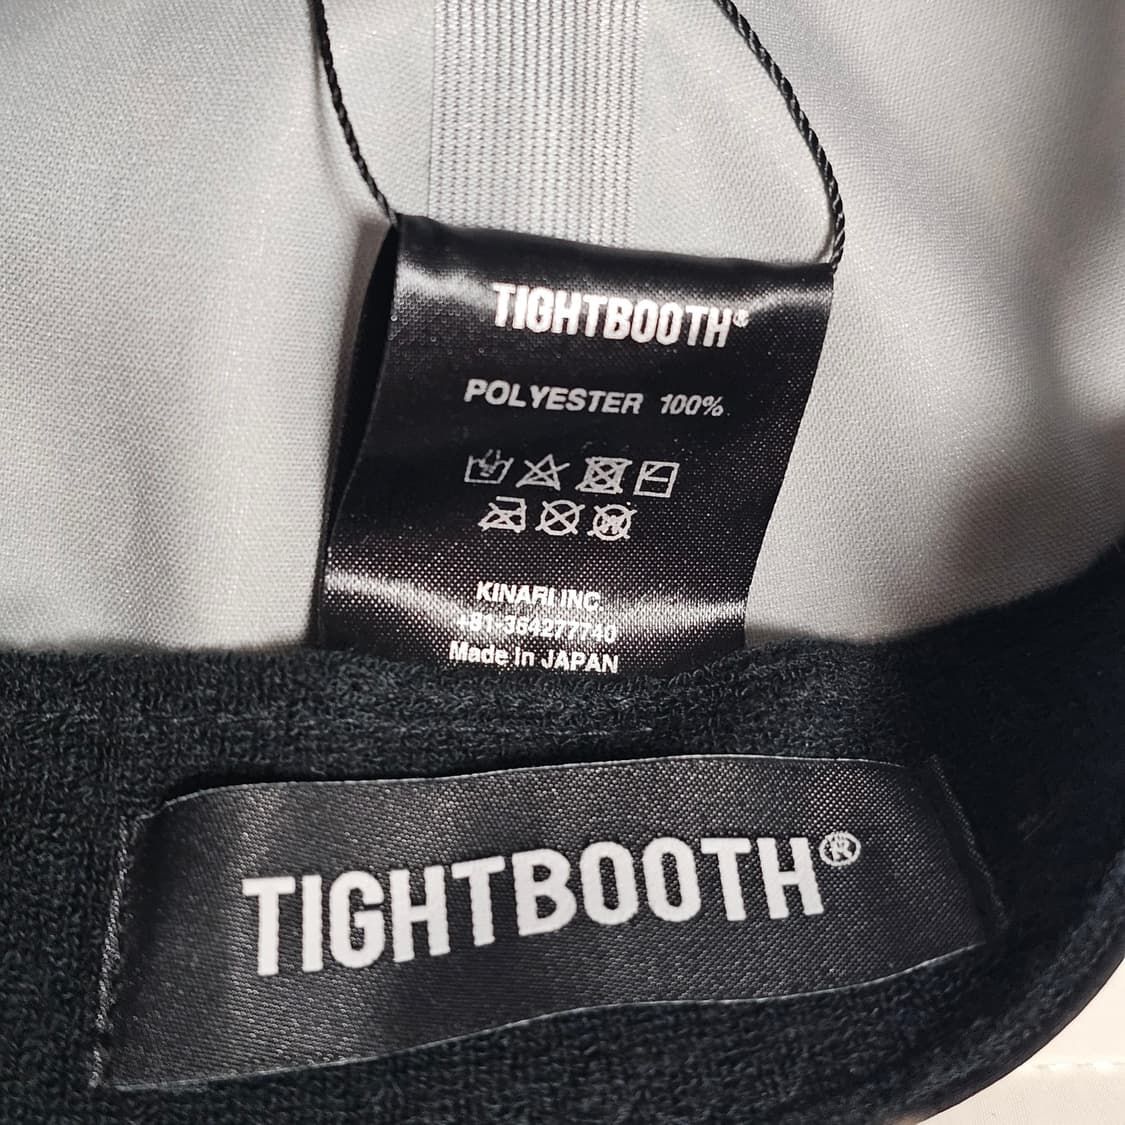 TIGHTBOOTH®
POLYESTER 100%
KINARI INC.
+81-364277740
Made in JAPAN
TIGHTBOOTH®